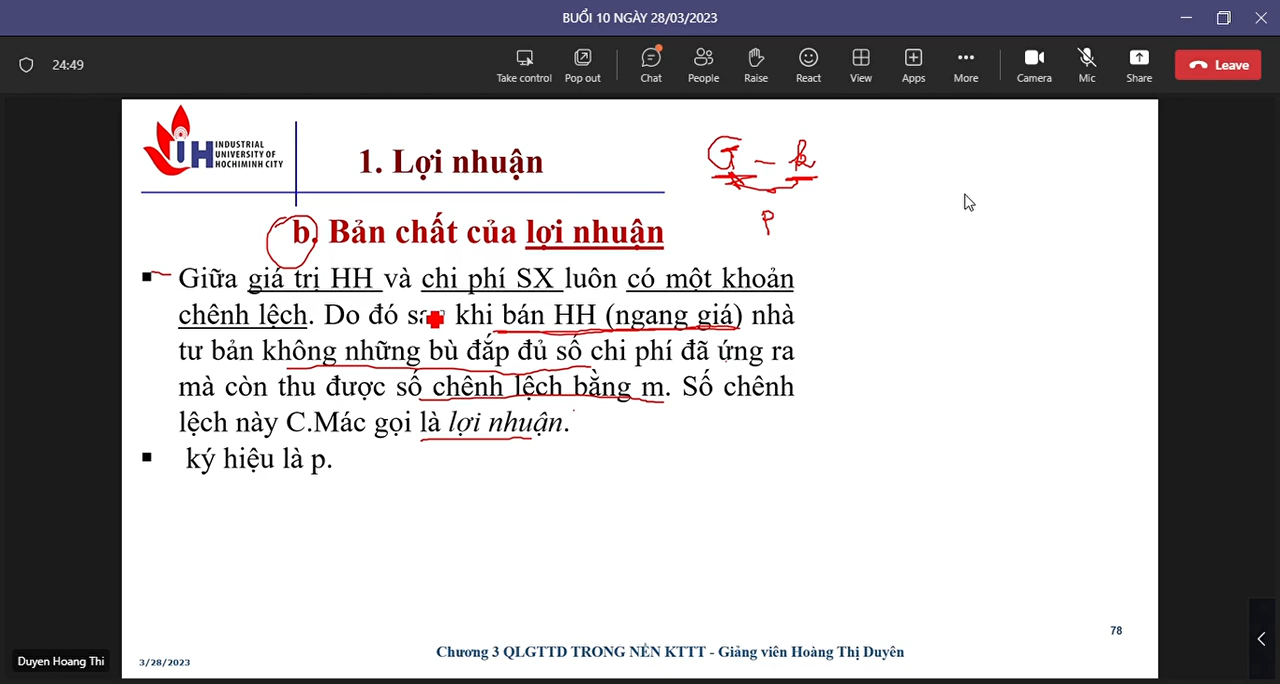 BUỔI 10 NGÀY 28/03/2023
24:49
Take control Pop out Chat People Raise React View Apps More Camera Mic Share Leave
INDUSTRIAL
UNIVERSITY OF
HOCHIMINH CITY
IUH
1. Lợi nhuận
G - k
P
b. Bản chất của lợi nhuận
Giữa giá trị HH và chi phí SX luôn có một khoản
chênh lệch. Do đó khi bán HH (ngang giá) nhà
tư bản không những bù đắp đủ số chi phí đã ứng ra
mà còn thu được số chênh lệch bằng m. Số chênh
lệch này C.Mác gọi là lợi nhuận.
ký hiệu là p.
78
Duyen Hoang Thi
3/28/2023
Chương 3 QLGTTD TRONG NỀN KTTT - Giảng viên Hoàng Thị Duyên